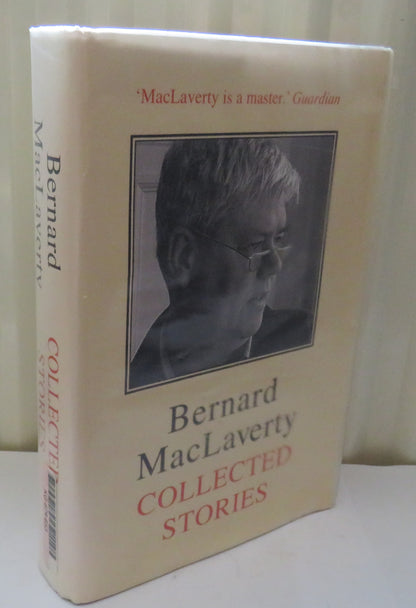 'MacLaverty is a master.' Guardian
Bernard
MacLaverty
COLLECTED
STORIES
Bernard
MacLaverty
COLLECTED
STORIES